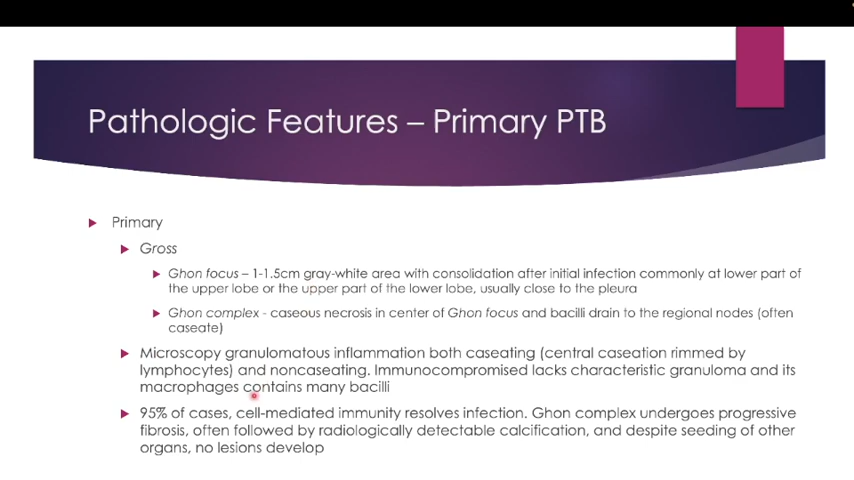 Pathologic Features – Primary PTB
Primary
Gross
Ghon focus – 1-1.5cm gray-white area with consolidation after initial infection commonly at lower part of
the upper lobe or the upper part of the lower lobe, usually close to the pleura
Ghon complex - caseous necrosis in center of Ghon focus and bacilli drain to the regional nodes (often
caseate)
Microscopy granulomatous inflammation both caseating (central caseation rimmed by
lymphocytes) and noncaseating. Immunocompromised lacks characteristic granuloma and its
macrophages contains many bacilli
95% of cases, cell-mediated immunity resolves infection. Ghon complex undergoes progressive
fibrosis, often followed by radiologically detectable calcification, and despite seeding of other
organs, no lesions develop